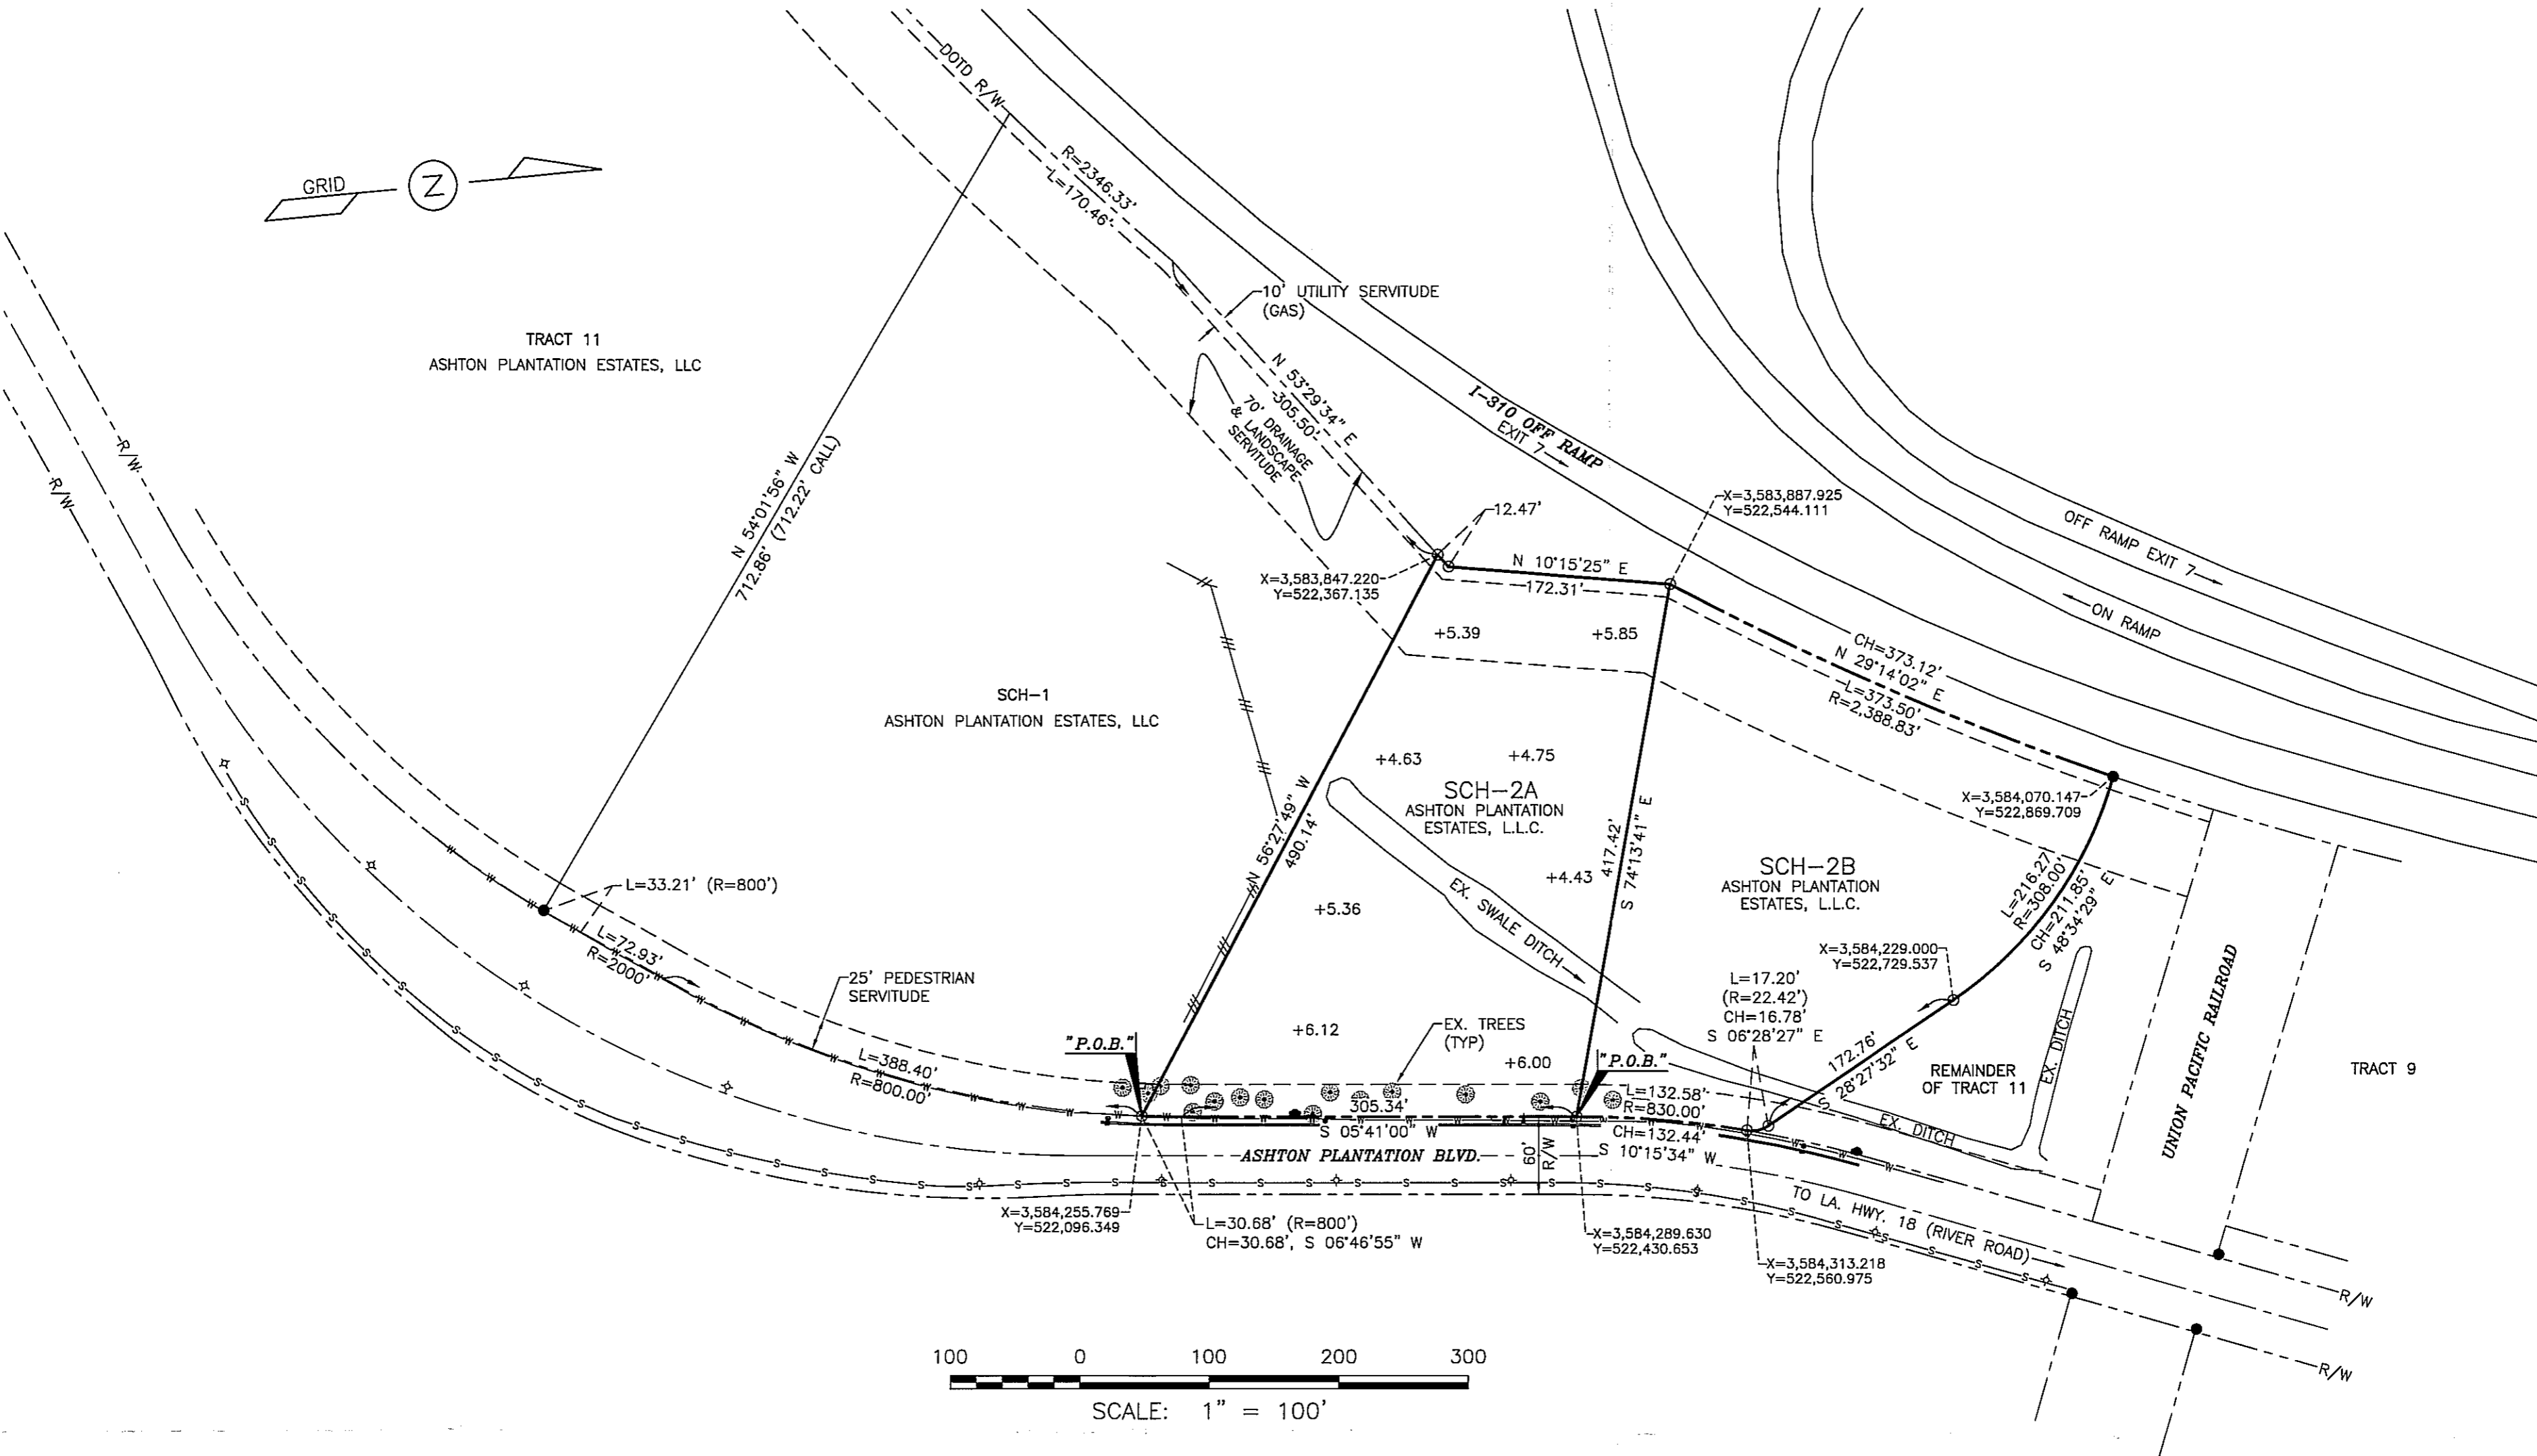 DOTD R/W
GRID
Z
R=2346.33'
L=170.46'
10' UTILITY SERVITUDE
(GAS)
TRACT 11
ASHTON PLANTATION ESTATES, LLC
N 53°29'34" E
305.50'
70' DRAINAGE
& LANDSCAPE
SERVITUDE
I-310 OFF RAMP
EXIT 7
R/W
R/W
N 54°01'56" W
712.86' (712.22' CALL)
12.47'
X=3,583,887.925
Y=522,544.111
OFF RAMP EXIT 7
ON RAMP
X=3,583,847.220
Y=522,367.135
N 10°15'25" E
172.31'
+5.39
+5.85
CH=373.12'
N 29°14'02" E
L=373.50'
R=2,388.83'
SCH-1
ASHTON PLANTATION ESTATES, LLC
+4.63
+4.75
SCH-2A
ASHTON PLANTATION
ESTATES, L.L.C.
X=3,584,070.147
Y=522,869.709
N 56°27'49" W
490.14'
417.42'
S 74°13'41" E
+4.43
+5.36
EX. SWALE DITCH
SCH-2B
ASHTON PLANTATION
ESTATES, L.L.C.
L=216.27'
R=308.00'
CH=211.85'
S 48°34'29" E
L=33.21' (R=800')
L=72.93'
R=2000'
25' PEDESTRIAN
SERVITUDE
X=3,584,229.000
Y=522,729.537
L=17.20'
(R=22.42')
CH=16.78'
S 06°28'27" E
+6.12
EX. TREES
(TYP)
+6.00
"P.O.B."
"P.O.B."
172.76'
S 28°27'32" E
REMAINDER
OF TRACT 11
EX. DITCH
EX. DITCH
UNION PACIFIC RAILROAD
TRACT 9
L=388.40'
R=800.00'
305.34'
S 05°41'00" W
L=132.58'
R=830.00'
CH=132.44'
S 10°15'34" W
60'
R/W
ASHTON PLANTATION BLVD.
TO LA. HWY. 18 (RIVER ROAD)
X=3,584,255.769
Y=522,096.349
L=30.68' (R=800')
CH=30.68', S 06°46'55" W
X=3,584,289.630
Y=522,430.653
X=3,584,313.218
Y=522,560.975
R/W
R/W
100 0 100 200 300
SCALE: 1" = 100'